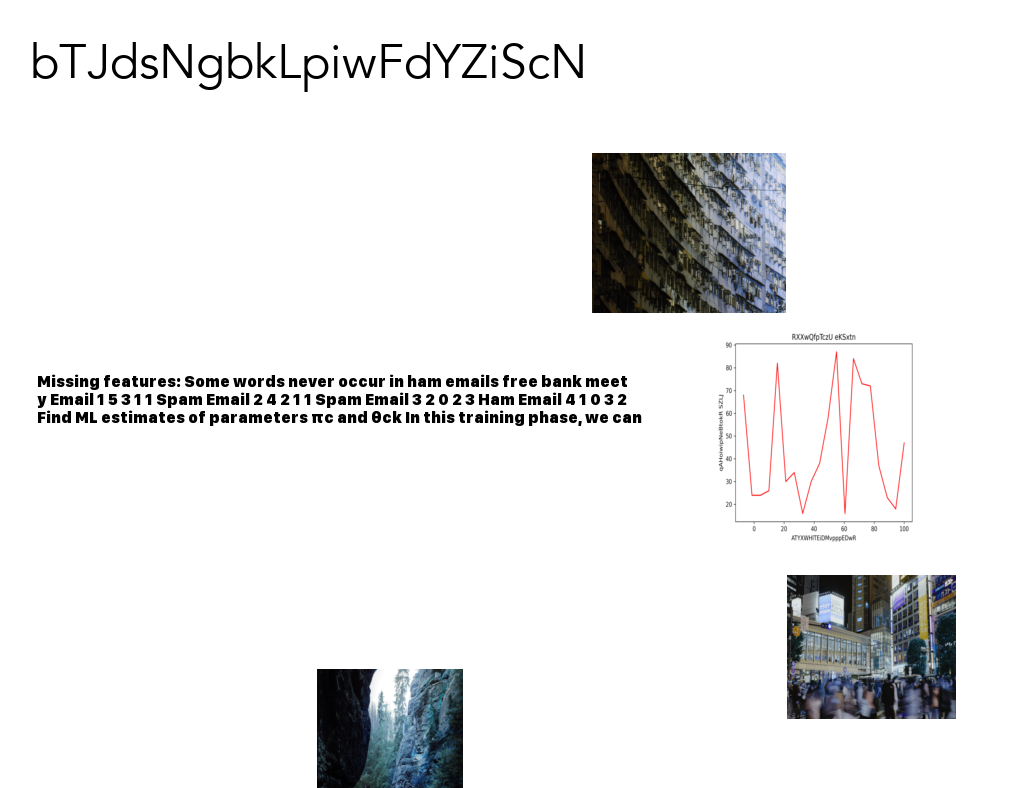 bTJdsNgbkLpiwFdYZiScN
Missing features: Some words never occur in ham emails free bank meet
y Email 1 5 3 1 1 Spam Email 2 4 2 1 1 Spam Email 3 2 0 2 3 Ham Email 4 1 0 3 2
Find ML estimates of parameters πc and θck In this training phase, we can
RXXwQfpTczU eKSxtn
90
80
70
60
50
40
30
20
qAHoiwipNeBtokR SZLJ
0 20 40 60 80 100
ATYXWHITEiDMvpppEDwR